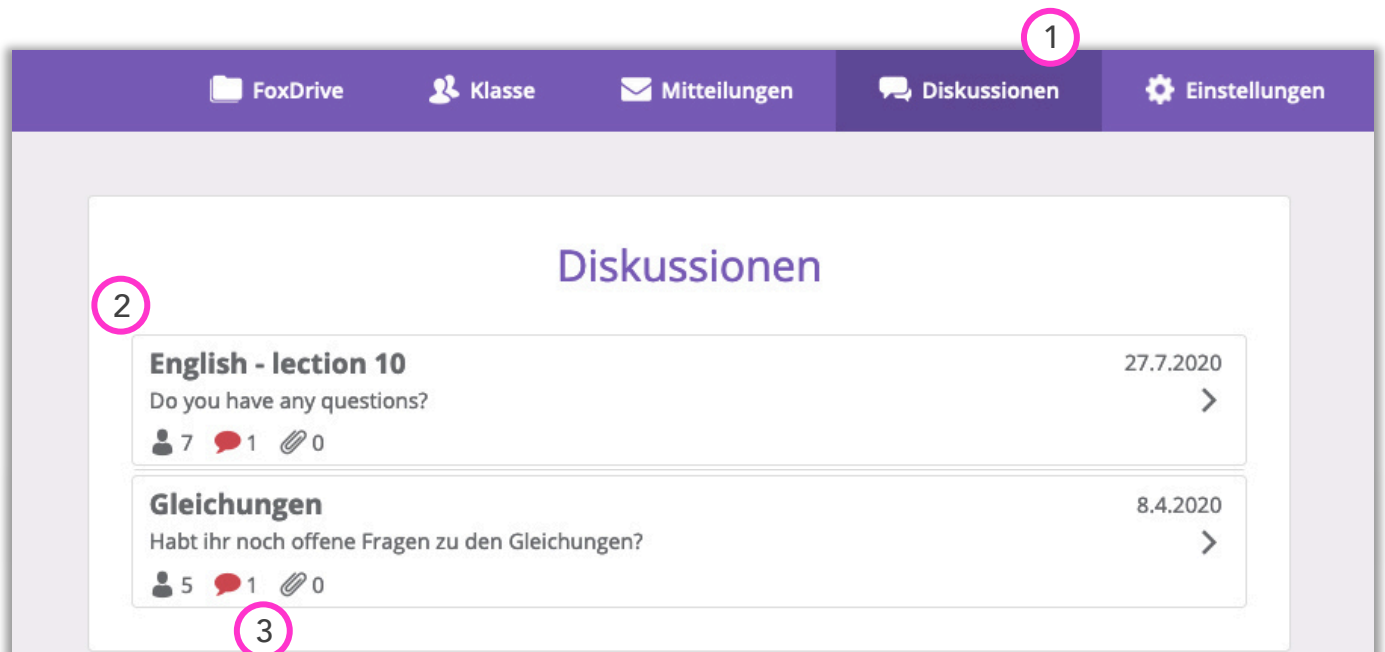 1
FoxDrive Klasse Mitteilungen Diskussionen Einstellungen
Diskussionen
2
English - lection 10 27.7.2020
Do you have any questions?
7 1 0
Gleichungen 8.4.2020
Habt ihr noch offene Fragen zu den Gleichungen?
5 1 0
3